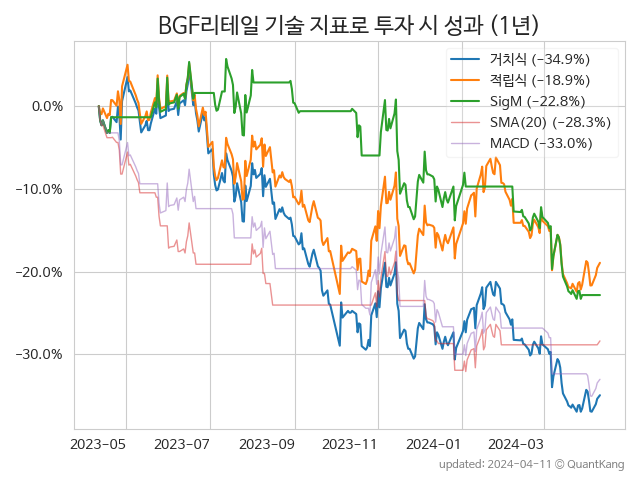 BGF리테일 기술 지표로 투자 시 성과 (1년)
거치식 (−34.9%)
적립식 (−18.9%)
SigM (−22.8%)
SMA(20) (−28.3%)
MACD (−33.0%)
0.0%
−10.0%
−20.0%
−30.0%
2023-05 2023-07 2023-09 2023-11 2024-01 2024-03
updated: 2024-04-11 © QuantKang